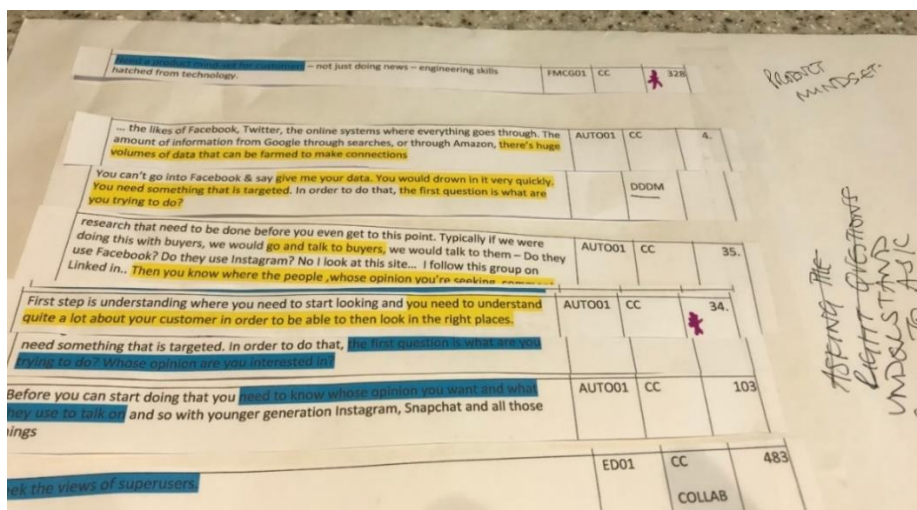 Need a product mind-set for customers – not just doing news – engineering skills
hatched from technology.
FMCG01 CC 328
PRODUCT
MINDSET.
... the likes of Facebook, Twitter, the online systems where everything goes through. The
amount of information from Google through searches, or through Amazon, there's huge
volumes of data that can be farmed to make connections
AUTO01 CC 4.
You can't go into Facebook & say give me your data. You would drown in it very quickly.
You need something that is targeted. In order to do that, the first question is what are
you trying to do?
DDDM
research that need to be done before you even get to this point. Typically if we were
doing this with buyers, we would go and talk to buyers, we would talk to them – Do they
use Facebook? Do they use Instagram? No I look at this site... I follow this group on
Linked in.. Then you know where the people ,whose opinion you're seeking,
AUTO01 CC 35.
First step is understanding where you need to start looking and you need to understand
quite a lot about your customer in order to be able to then look in the right places.
AUTO01 CC 34.
need something that is targeted. In order to do that, the first question is what are you
trying to do? Whose opinion are you interested in?
Before you can start doing that you need to know whose opinion you want and what
hey use to talk on and so with younger generation Instagram, Snapchat and all those
ings
AUTO01 CC 103
eek the views of superusers.
ED01 CC 483
COLLAB
ASKING THE
RIGHT QUESTIONS